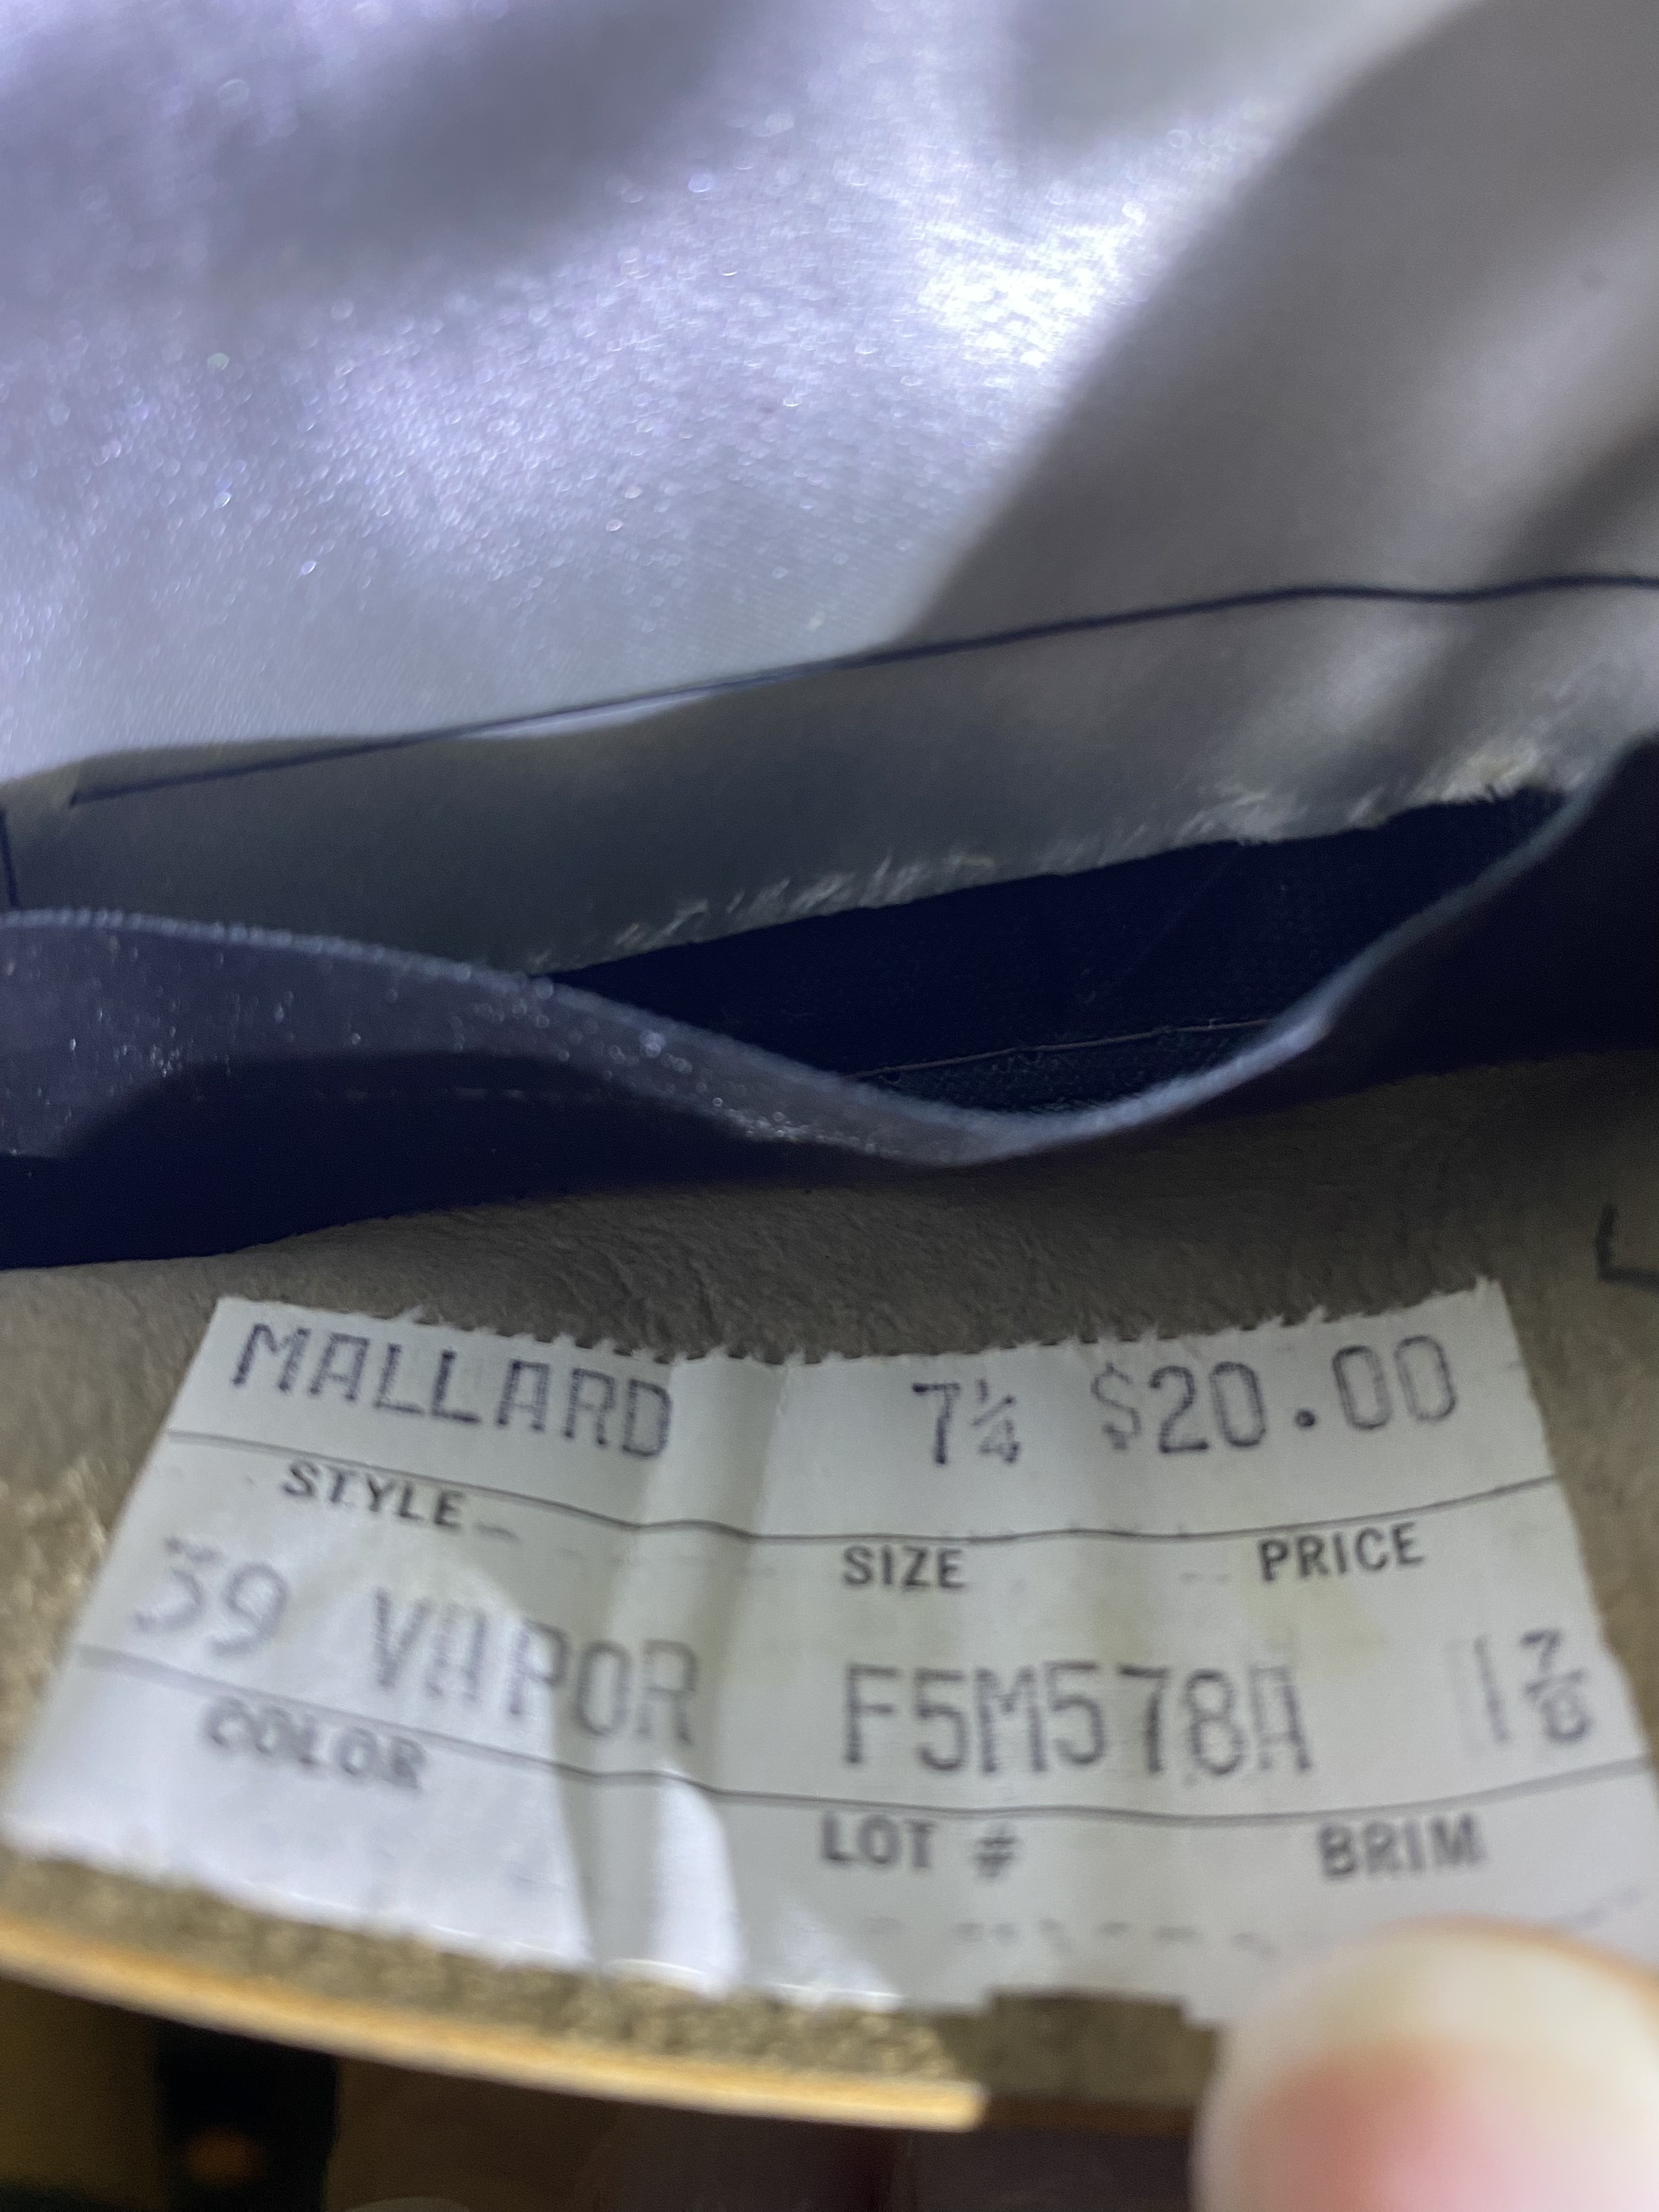 MALLARD 7¼ $20.00
STYLE SIZE PRICE
39 VAPOR F5M578A 1⅞
COLOR LOT # BRIM